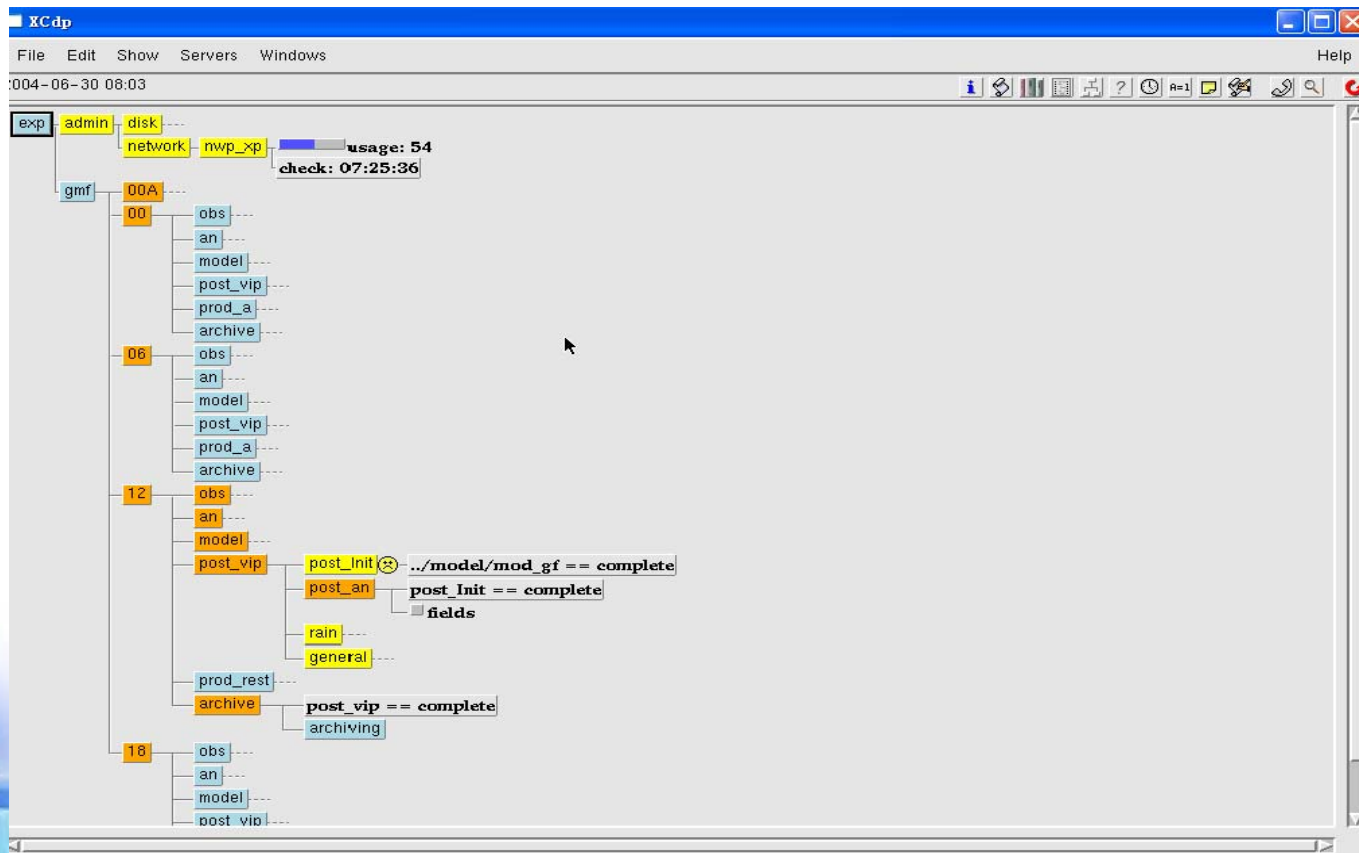 XCdp
File Edit Show Servers Windows Help
:004-06-30 08:03
i ? A=1
exp admin disk
network nwp_xp usage: 54
check: 07:25:36
gmf 00A
00 obs
an
model
post_vip
prod_a
archive
06 obs
an
model
post_vip
prod_a
archive
12 obs
an
model
post_vip post_Init ../model/mod_gf == complete
post_an post_Init == complete
fields
rain
general
prod_rest
archive post_vip == complete
archiving
18 obs
an
model
post_vip